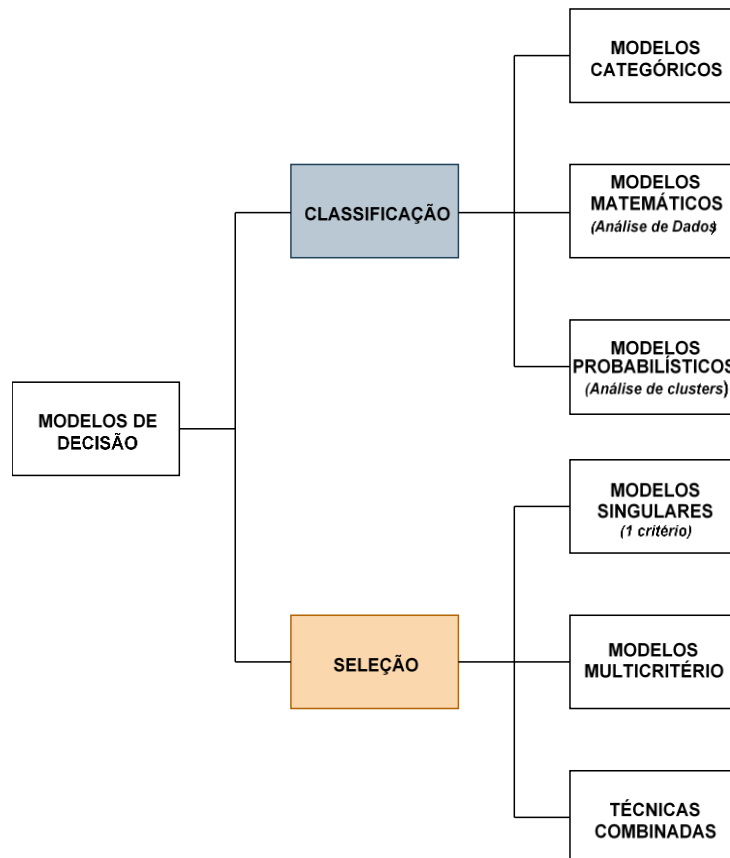 MODELOS
CATEGÓRICOS
MODELOS
MATEMÁTICOS
(Análise de Dados)
CLASSIFICAÇÃO
MODELOS
PROBABILÍSTICOS
(Análise de clusters)
MODELOS DE
DECISÃO
MODELOS
SINGULARES
(1 critério)
SELEÇÃO
MODELOS
MULTICRITÉRIO
TÉCNICAS
COMBINADAS